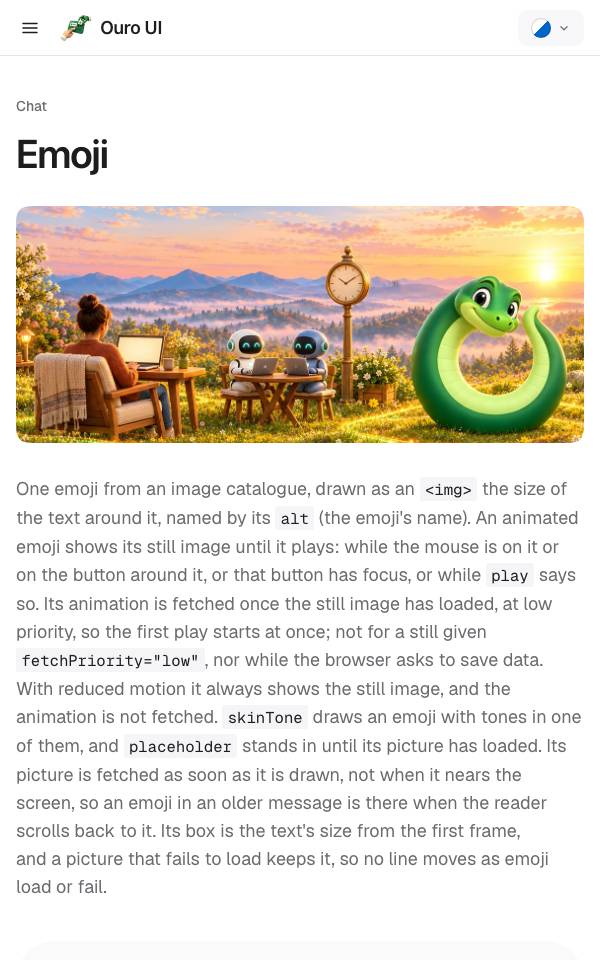 Ouro UI
Chat
Emoji
One emoji from an image catalogue, drawn as an <img> the size of
the text around it, named by its alt (the emoji's name). An animated
emoji shows its still image until it plays: while the mouse is on it or
on the button around it, or that button has focus, or while play says
so. Its animation is fetched once the still image has loaded, at low
priority, so the first play starts at once; not for a still given
fetchPriority="low", nor while the browser asks to save data.
With reduced motion it always shows the still image, and the
animation is not fetched. skinTone draws an emoji with tones in one
of them, and placeholder stands in until its picture has loaded. Its
picture is fetched as soon as it is drawn, not when it nears the
screen, so an emoji in an older message is there when the reader
scrolls back to it. Its box is the text's size from the first frame,
and a picture that fails to load keeps it, so no line moves as emoji
load or fail.